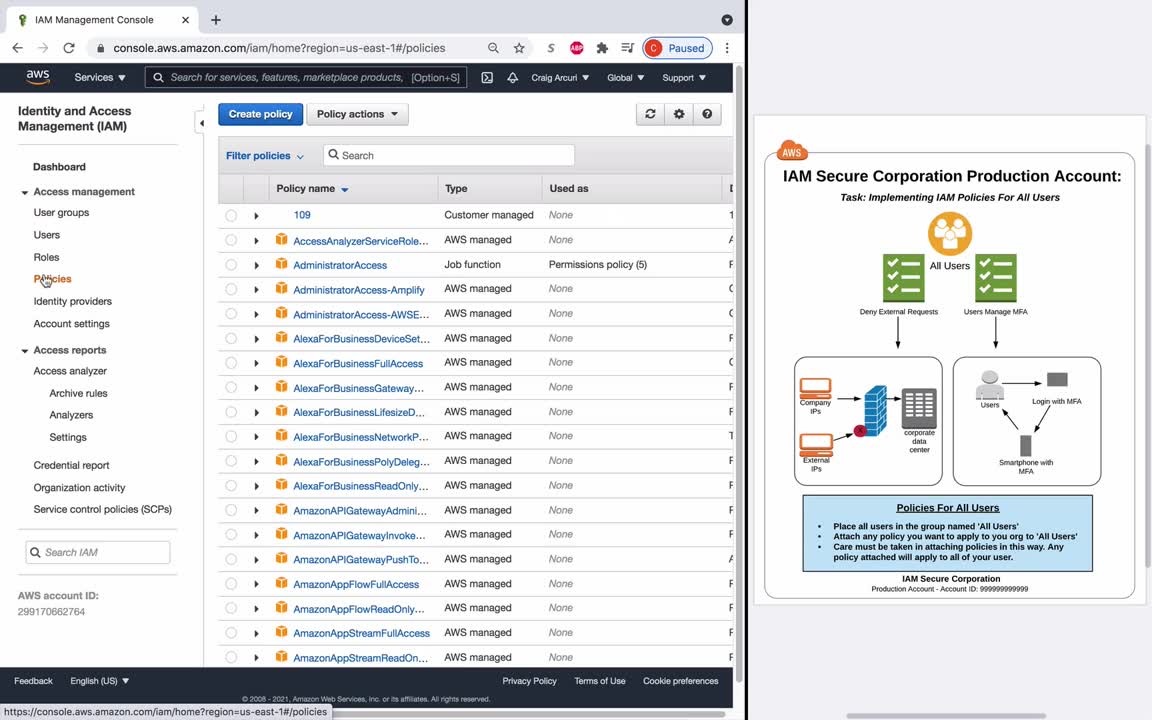 IAM Management Console
console.aws.amazon.com/iam/home?region=us-east-1#/policies
ABP
C Paused
aws
Services
Search for services, features, marketplace products, [Option+S]
Craig Arcuri
Global
Support
Identity and Access
Management (IAM)
Dashboard
Access management
User groups
Users
Roles
Policies
Identity providers
Account settings
Access reports
Access analyzer
Archive rules
Analyzers
Settings
Credential report
Organization activity
Service control policies (SCPs)
Search IAM
AWS account ID:
299170662764
Create policy
Policy actions
Filter policies
Search
Policy name Type Used as
109 Customer managed None
AccessAnalyzerServiceRole... AWS managed None
AdministratorAccess Job function Permissions policy (5)
AdministratorAccess-Amplify AWS managed None
AdministratorAccess-AWSE... AWS managed None
AlexaForBusinessDeviceSet... AWS managed None
AlexaForBusinessFullAccess AWS managed None
AlexaForBusinessGateway... AWS managed None
AlexaForBusinessLifesizeD... AWS managed None
AlexaForBusinessNetworkP... AWS managed None
AlexaForBusinessPolyDeleg... AWS managed None
AlexaForBusinessReadOnly... AWS managed None
AmazonAPIGatewayAdmini... AWS managed None
AmazonAPIGatewayInvoke... AWS managed None
AmazonAPIGatewayPushTo... AWS managed None
AmazonAppFlowFullAccess AWS managed None
AmazonAppFlowReadOnly... AWS managed None
AmazonAppStreamFullAccess AWS managed None
AmazonAppStreamReadOn... AWS managed None
Feedback
English (US)
Privacy Policy
Terms of Use
Cookie preferences
© 2008 - 2021, Amazon Web Services, Inc. or its affiliates. All rights reserved.
https://console.aws.amazon.com/iam/home?region=us-east-1#/policies
AWS
IAM Secure Corporation Production Account:
Task: Implementing IAM Policies For All Users
All Users
Deny External Requests
Users Manage MFA
Company
IPs
External
IPs
corporate
data
center
Users
Login with MFA
Smartphone with
MFA
Policies For All Users
• Place all users in the group named 'All Users'
• Attach any policy you want to apply to you org to 'All Users'
• Care must be taken in attaching policies in this way. Any
policy attached will apply to all of your user.
IAM Secure Corporation
Production Account - Account ID: 999999999999